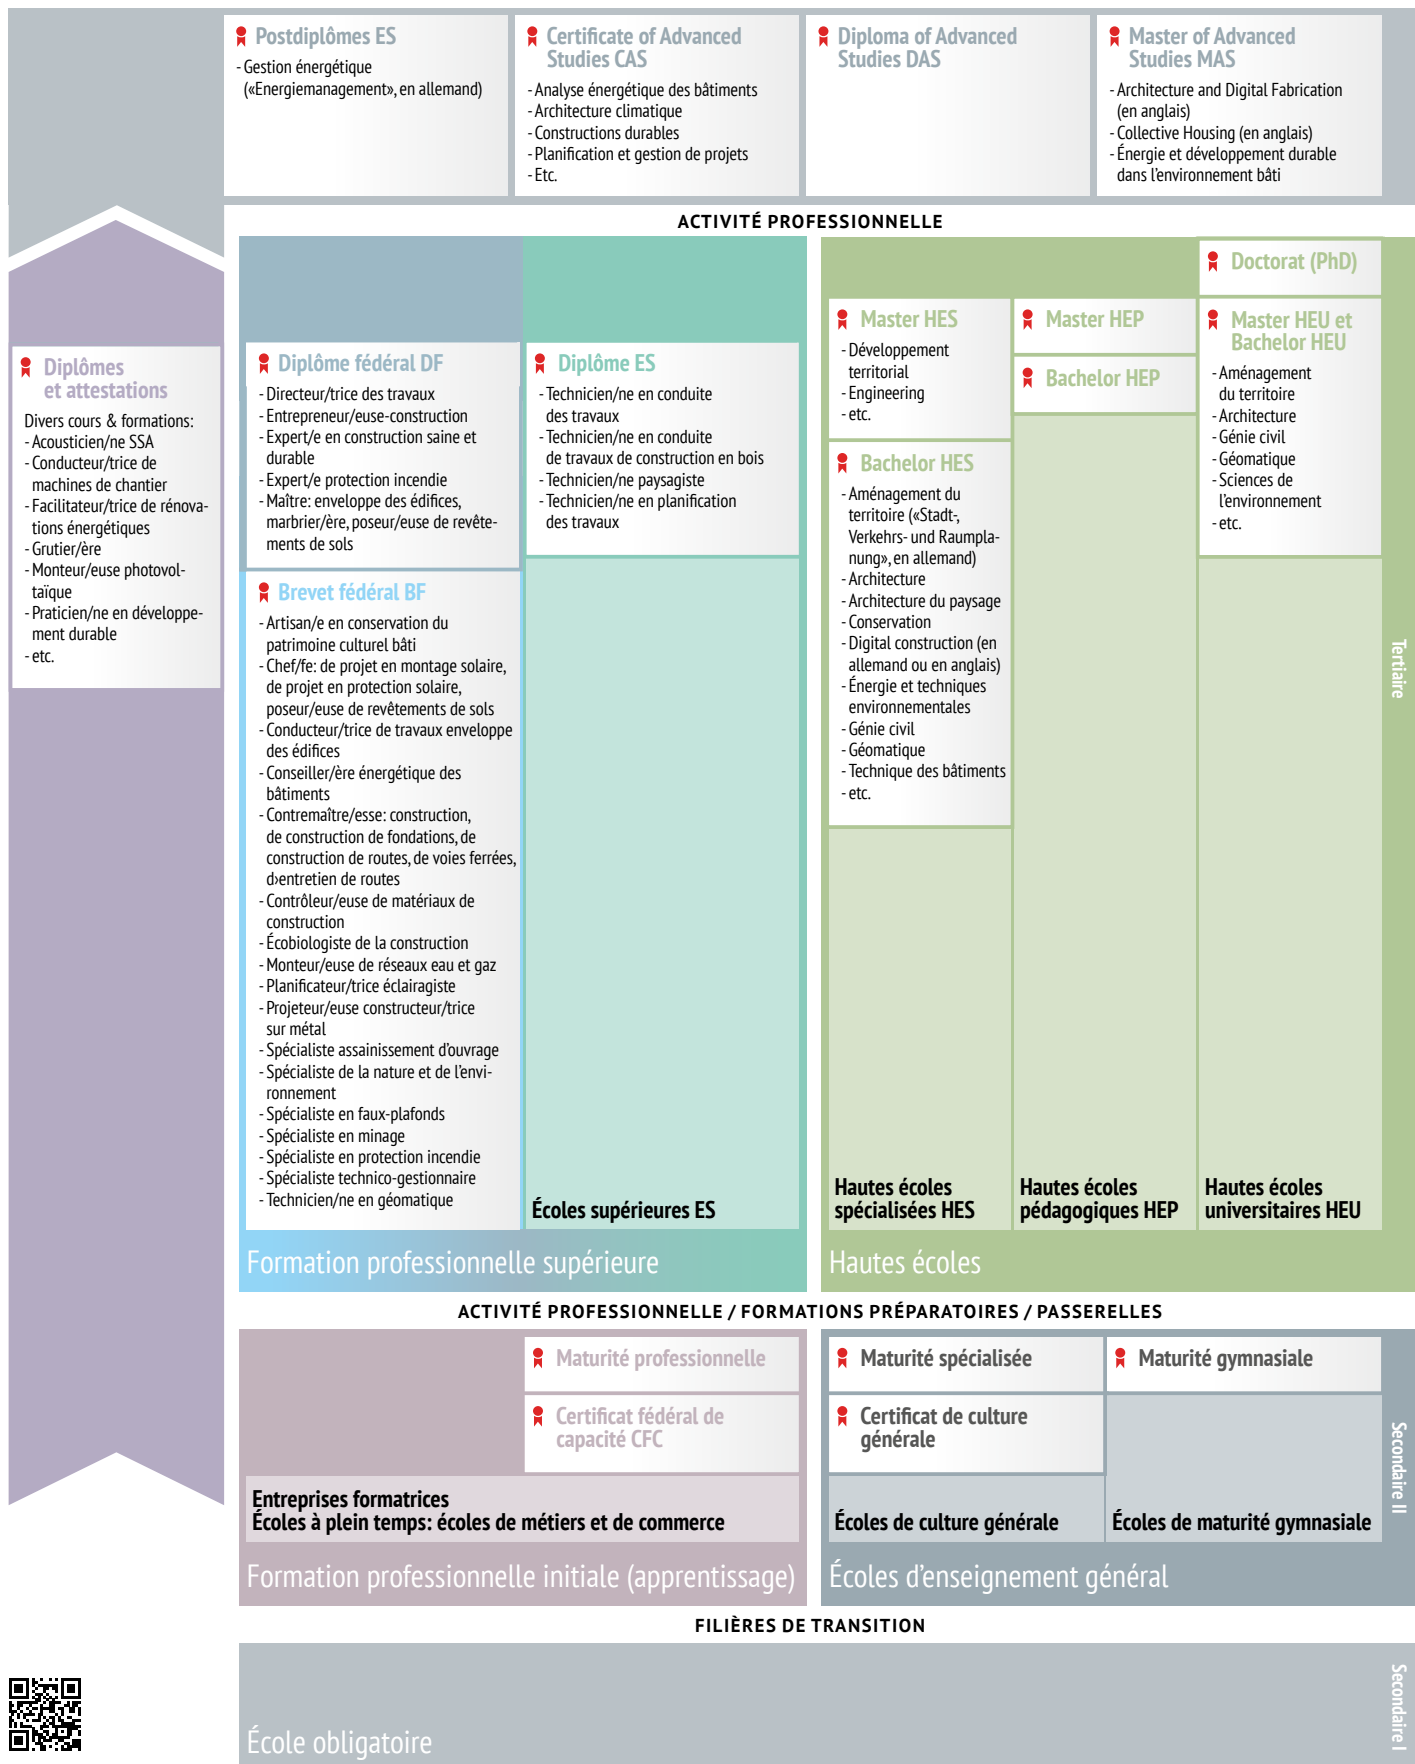 Postdiplômes ES
- Gestion énergétique
(«Energiemanagement», en allemand)
Certificate of Advanced
Studies CAS
- Analyse énergétique des bâtiments
- Architecture climatique
- Constructions durables
- Planification et gestion de projets
- Etc.
Diploma of Advanced
Studies DAS
Master of Advanced
Studies MAS
- Architecture and Digital Fabrication
(en anglais)
- Collective Housing (en anglais)
- Énergie et développement durable
dans l'environnement bâti
ACTIVITÉ PROFESSIONNELLE
Diplômes
et attestations
Divers cours & formations:
- Acousticien/ne SSA
- Conducteur/trice de
machines de chantier
- Facilitateur/trice de rénova-
tions énergétiques
- Grutier/ère
- Monteur/euse photovol-
taïque
- Praticien/ne en développe-
ment durable
- etc.
Diplôme fédéral DF
- Directeur/trice des travaux
- Entrepreneur/euse-construction
- Expert/e en construction saine et
durable
- Expert/e protection incendie
- Maître: enveloppe des édifices,
marbrier/ère, poseur/euse de revête-
ments de sols
Brevet fédéral BF
- Artisan/e en conservation du
patrimoine culturel bâti
- Chef/fe: de projet en montage solaire,
de projet en protection solaire,
poseur/euse de revêtements de sols
- Conducteur/trice de travaux enveloppe
des édifices
- Conseiller/ère énergétique des
bâtiments
- Contremaître/esse: construction,
de construction de fondations, de
construction de routes, de voies ferrées,
d›entretien de routes
- Contrôleur/euse de matériaux de
construction
- Écobiologiste de la construction
- Monteur/euse de réseaux eau et gaz
- Planificateur/trice éclairagiste
- Projeteur/euse constructeur/trice
sur métal
- Spécialiste assainissement d'ouvrage
- Spécialiste de la nature et de l'envi-
ronnement
- Spécialiste en faux-plafonds
- Spécialiste en minage
- Spécialiste en protection incendie
- Spécialiste technico-gestionnaire
- Technicien/ne en géomatique
Diplôme ES
- Technicien/ne en conduite
des travaux
- Technicien/ne en conduite
de travaux de construction en bois
- Technicien/ne paysagiste
- Technicien/ne en planification
des travaux
Écoles supérieures ES
Formation professionnelle supérieure
Master HES
- Développement
territorial
- Engineering
- etc.
Bachelor HES
- Aménagement du
territoire («Stadt-,
Verkehrs- und Raumpla-
nung», en allemand)
- Architecture
- Architecture du paysage
- Conservation
- Digital construction (en
allemand ou en anglais)
- Énergie et techniques
environnementales
- Génie civil
- Géomatique
- Technique des bâtiments
- etc.
Hautes écoles
spécialisées HES
Master HEP
Bachelor HEP
Hautes écoles
pédagogiques HEP
Doctorat (PhD)
Master HEU et
Bachelor HEU
- Aménagement
du territoire
- Architecture
- Génie civil
- Géomatique
- Sciences de
l'environnement
- etc.
Hautes écoles
universitaires HEU
Hautes écoles
Tertiaire
ACTIVITÉ PROFESSIONNELLE / FORMATIONS PRÉPARATOIRES / PASSERELLES
Maturité professionnelle
Certificat fédéral de
capacité CFC
Entreprises formatrices
Écoles à plein temps: écoles de métiers et de commerce
Formation professionnelle initiale (apprentissage)
Maturité spécialisée
Certificat de culture
générale
Écoles de culture générale
Maturité gymnasiale
Écoles de maturité gymnasiale
Écoles d'enseignement général
Secondaire II
FILIÈRES DE TRANSITION
École obligatoire
Secondaire I